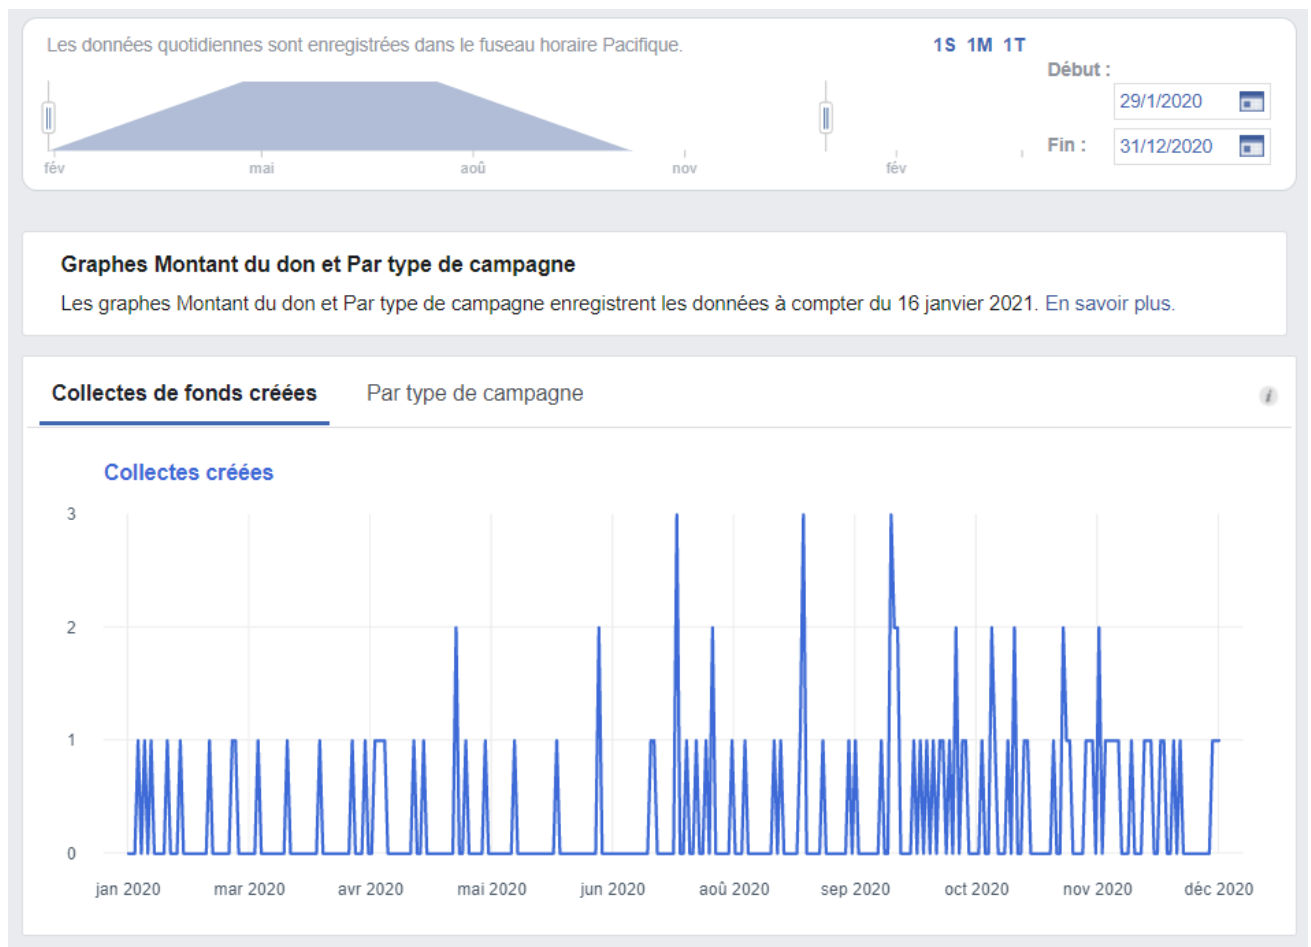 Les données quotidiennes sont enregistrées dans le fuseau horaire Pacifique.
1S 1M 1T
Début :
29/1/2020
Fin :
31/12/2020
fév mai aoû nov fév
Graphes Montant du don et Par type de campagne
Les graphes Montant du don et Par type de campagne enregistrent les données à compter du 16 janvier 2021. En savoir plus.
Collectes de fonds créées Par type de campagne i
Collectes créées
3
2
1
0
jan 2020 mar 2020 avr 2020 mai 2020 jun 2020 aoû 2020 sep 2020 oct 2020 nov 2020 déc 2020